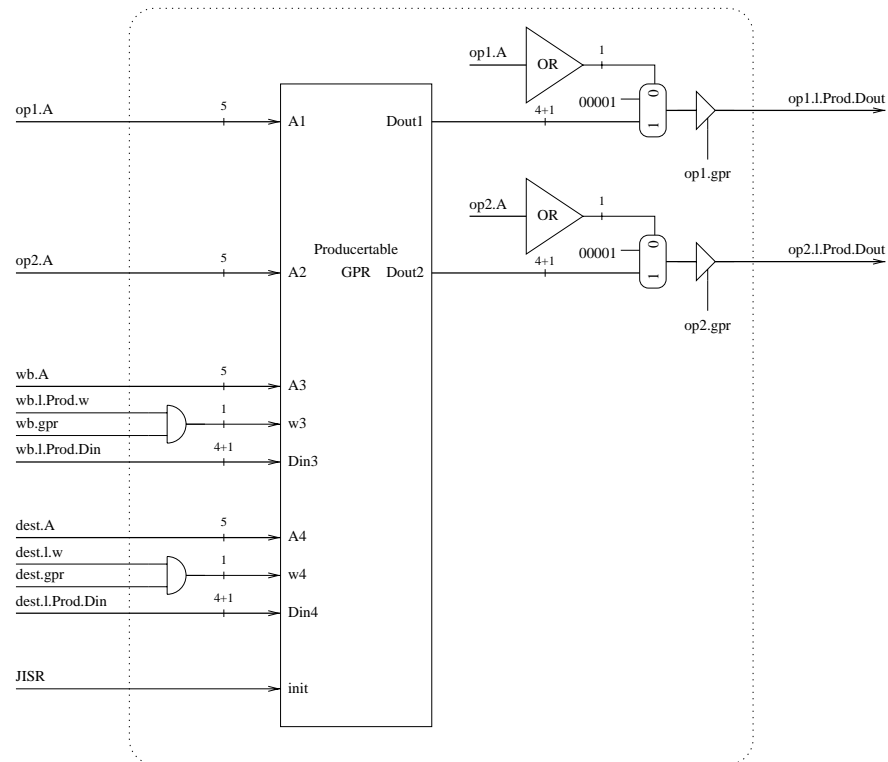 op1.A
OR
1
0
1
00001
op1.l.Prod.Dout
op1.gpr
op1.A
5
A1
Dout1
4+1
op2.A
OR
1
0
1
00001
op2.l.Prod.Dout
op2.gpr
op2.A
5
A2
Producertable
GPR
Dout2
4+1
wb.A
5
A3
wb.l.Prod.w
wb.gpr
1
w3
wb.l.Prod.Din
4+1
Din3
dest.A
5
A4
dest.l.w
dest.gpr
1
w4
dest.l.Prod.Din
4+1
Din4
JISR
init